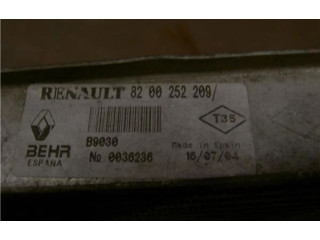 RENAULT 82 00 252 209/
T35
B9030
Made in Spain
BEHR
ESPAÑA
No 0036236
16/07/04